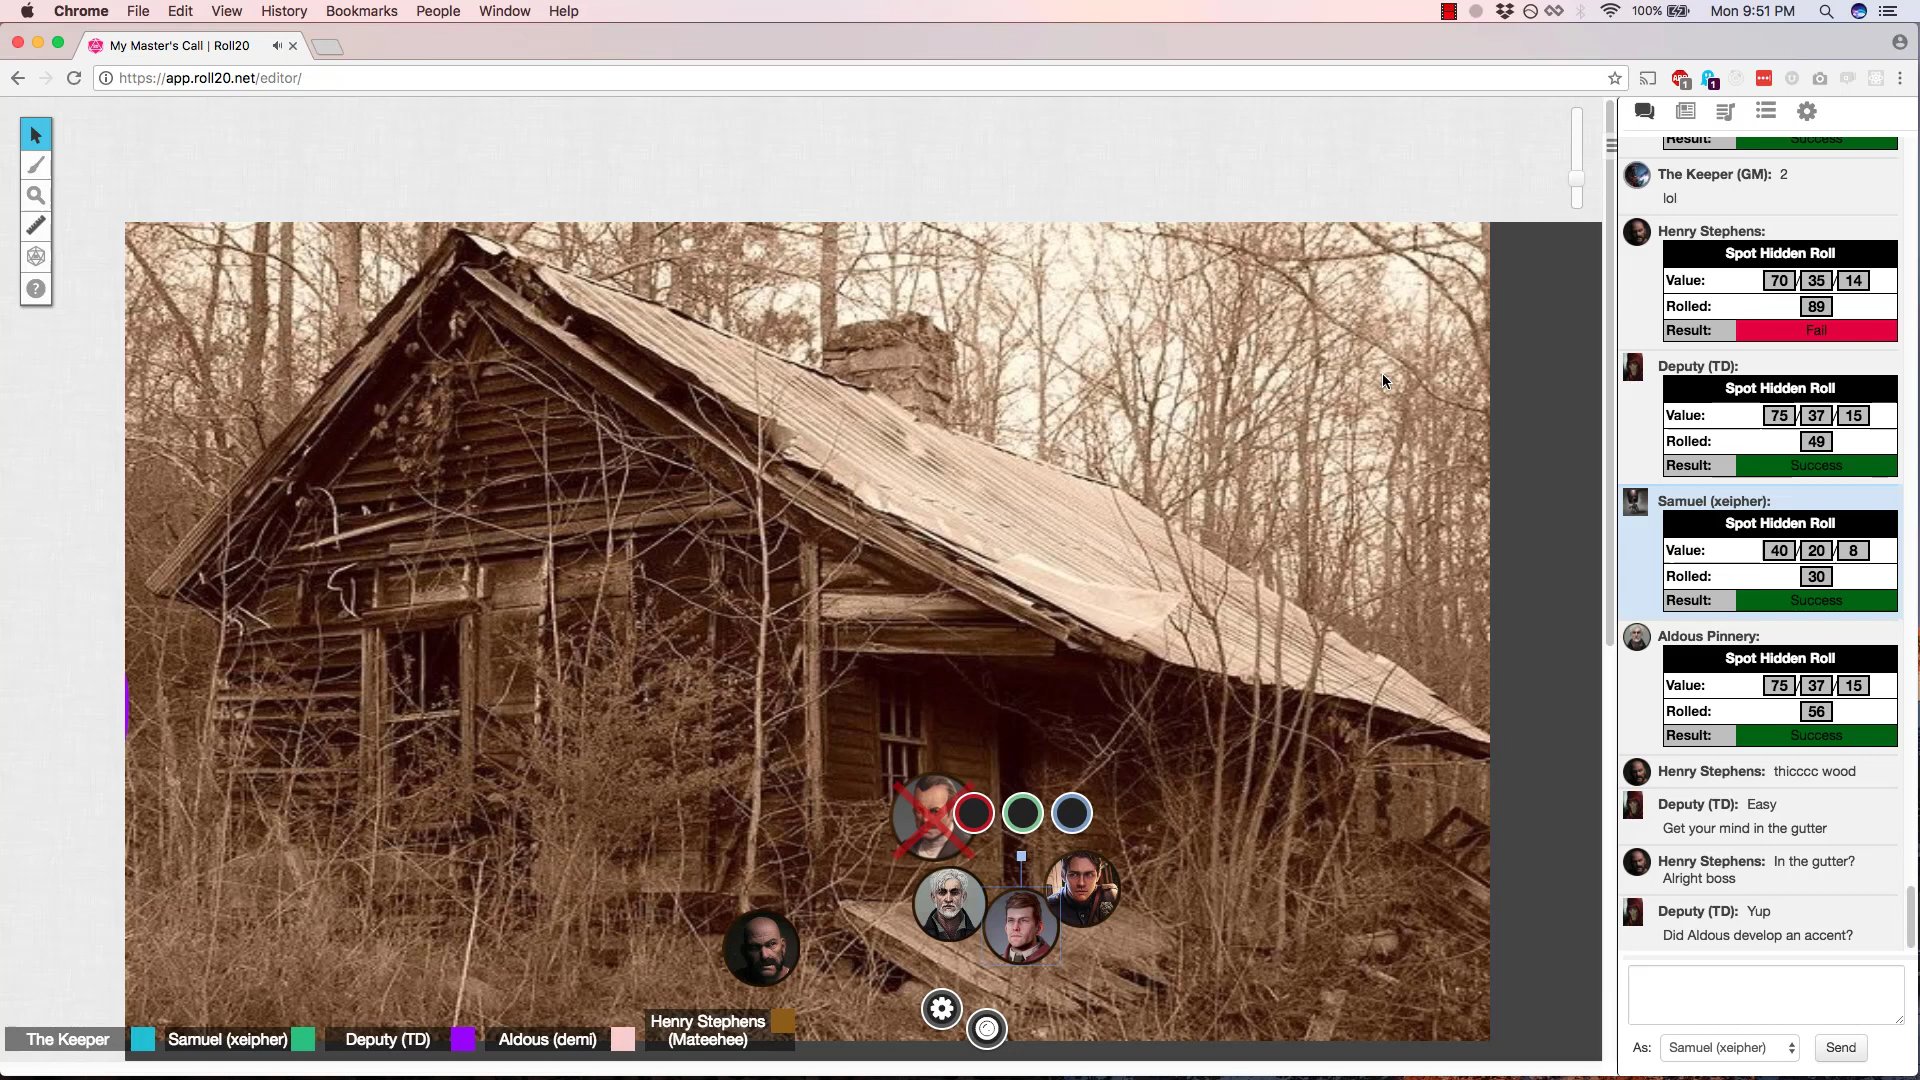 Chrome File Edit View History Bookmarks People Window Help
100% Mon 9:51 PM
My Master's Call | Roll20
https://app.roll20.net/editor/
1 1
Result: Success
The Keeper (GM): 2
lol
Henry Stephens:
Spot Hidden Roll
Value: 70 / 35 / 14
Rolled: 89
Result: Fail
Deputy (TD):
Spot Hidden Roll
Value: 75 / 37 / 15
Rolled: 49
Result: Success
Samuel (xeipher):
Spot Hidden Roll
Value: 40 / 20 / 8
Rolled: 30
Result: Success
Aldous Pinnery:
Spot Hidden Roll
Value: 75 / 37 / 15
Rolled: 56
Result: Success
Henry Stephens: thicccc wood
Deputy (TD): Easy
Get your mind in the gutter
Henry Stephens: In the gutter?
Alright boss
Deputy (TD): Yup
Did Aldous develop an accent?
As: Samuel (xeipher) Send
The Keeper
Samuel (xeipher)
Deputy (TD)
Aldous (demi)
Henry Stephens
(Mateehee)